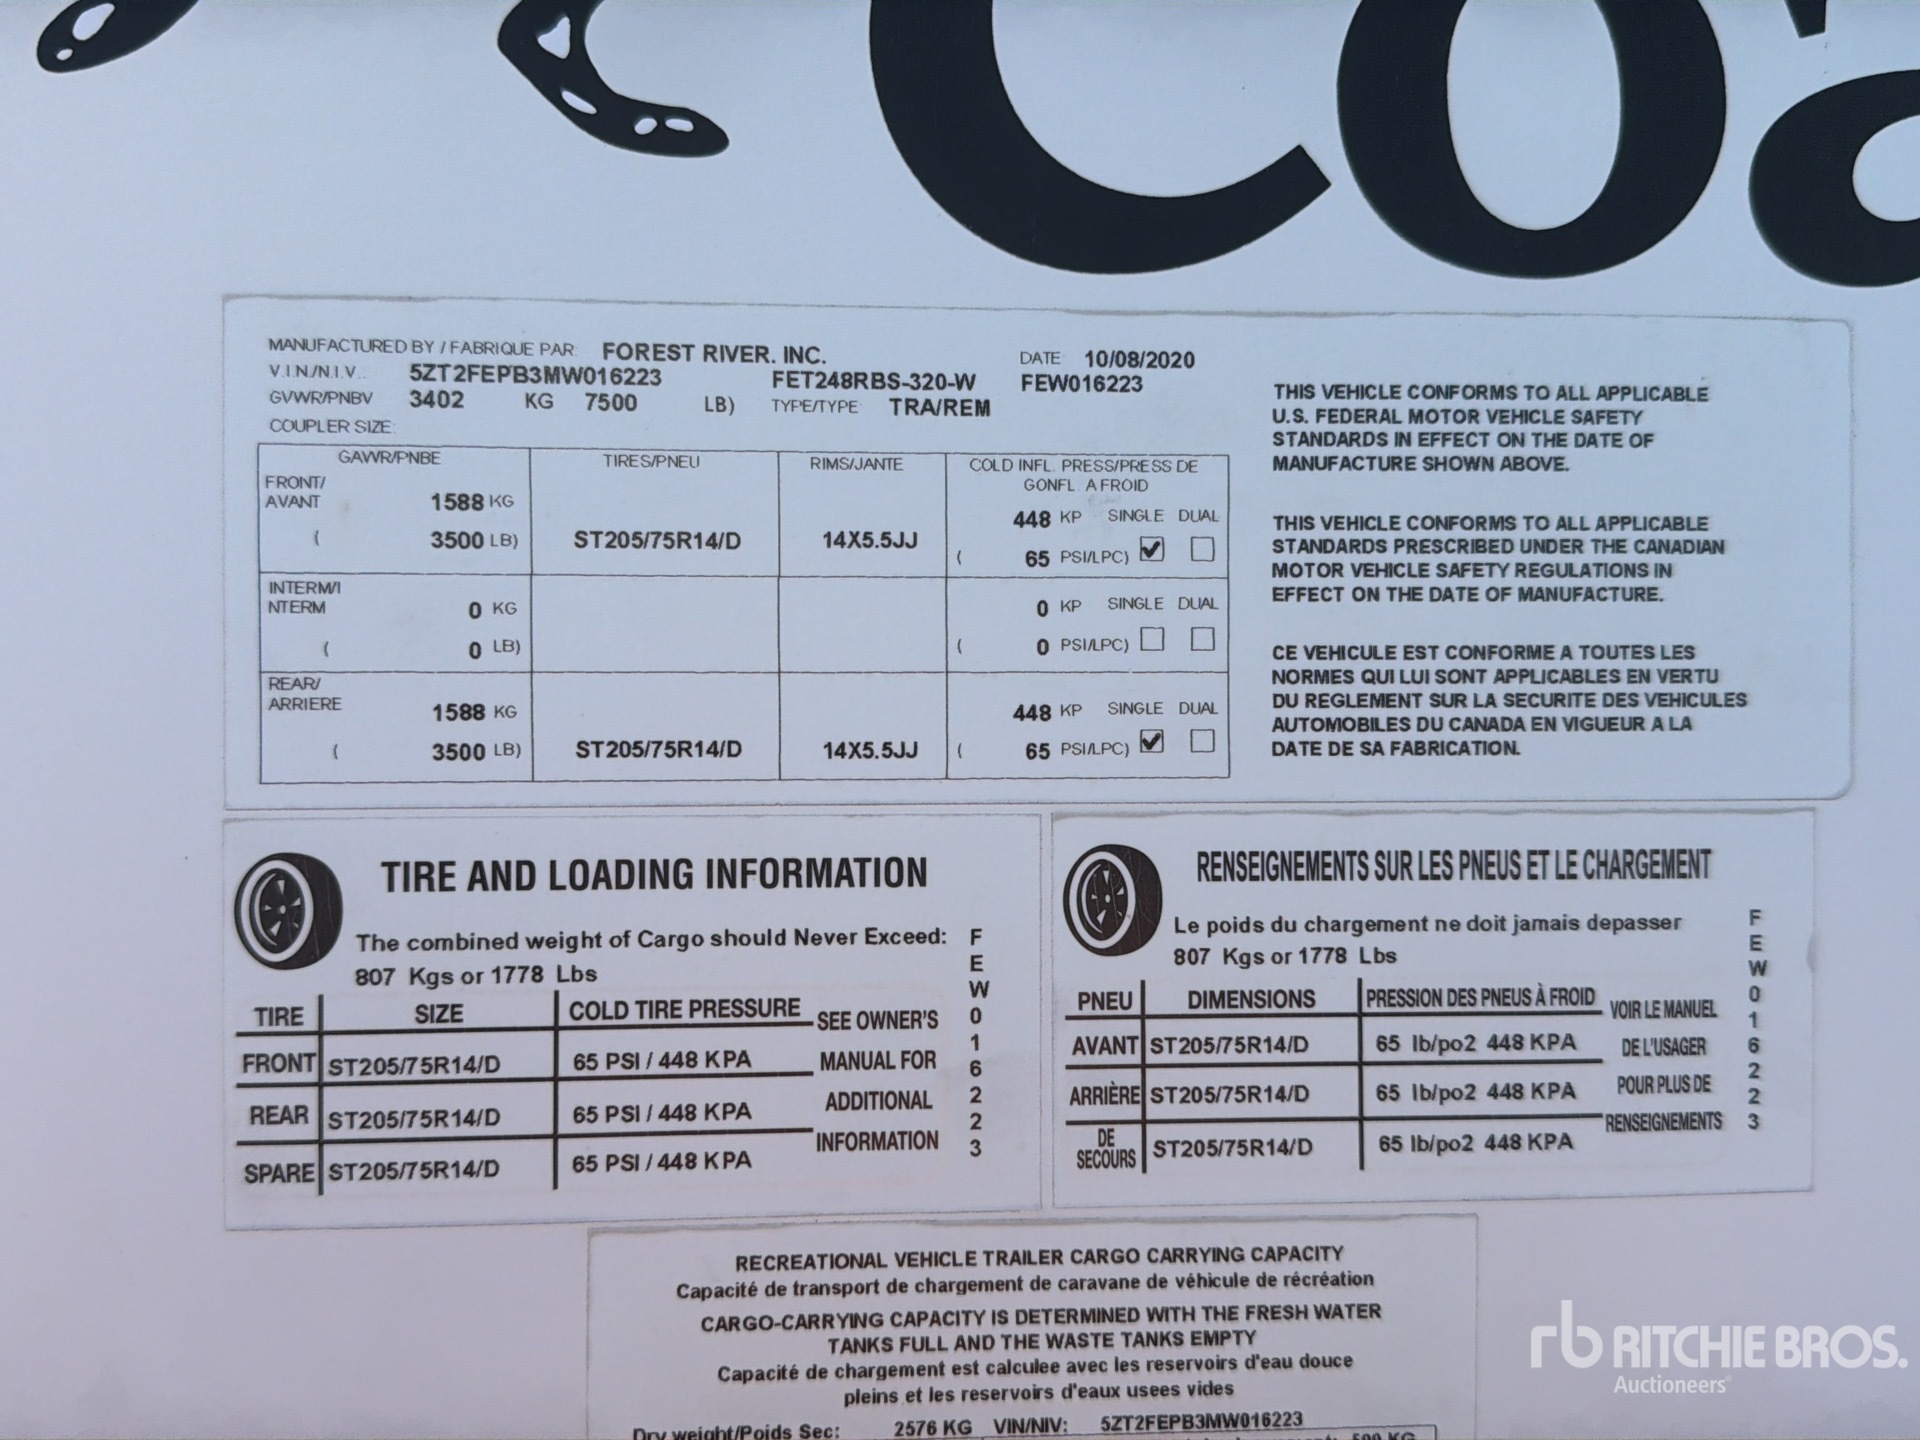 Coa
MANUFACTURED BY / FABRIQUE PAR: FOREST RIVER. INC. DATE 10/08/2020
V.I.N./N.I.V.: 5ZT2FEPB3MW016223 FET248RBS-320-W FEW016223
GVWR/PNBV 3402 KG 7500 LB) TYPE/TYPE TRA/REM
COUPLER SIZE:
GAWR/PNBE TIRES/PNEU RIMS/JANTE COLD INFL. PRESS/PRESS DE
GONFL. A FROID
FRONT/
AVANT 1588 KG 448 KP SINGLE DUAL
( 3500 LB) ST205/75R14/D 14X5.5JJ ( 65 PSI/LPC)
INTERM/I
NTERM 0 KG 0 KP SINGLE DUAL
( 0 LB) ( 0 PSI/LPC)
REAR/
ARRIERE 1588 KG 448 KP SINGLE DUAL
( 3500 LB) ST205/75R14/D 14X5.5JJ ( 65 PSI/LPC)
THIS VEHICLE CONFORMS TO ALL APPLICABLE
U.S. FEDERAL MOTOR VEHICLE SAFETY
STANDARDS IN EFFECT ON THE DATE OF
MANUFACTURE SHOWN ABOVE.
THIS VEHICLE CONFORMS TO ALL APPLICABLE
STANDARDS PRESCRIBED UNDER THE CANADIAN
MOTOR VEHICLE SAFETY REGULATIONS IN
EFFECT ON THE DATE OF MANUFACTURE.
CE VEHICULE EST CONFORME A TOUTES LES
NORMES QUI LUI SONT APPLICABLES EN VERTU
DU REGLEMENT SUR LA SECURITE DES VEHICULES
AUTOMOBILES DU CANADA EN VIGUEUR A LA
DATE DE SA FABRICATION.
TIRE AND LOADING INFORMATION
The combined weight of Cargo should Never Exceed:
807 Kgs or 1778 Lbs
TIRE SIZE COLD TIRE PRESSURE
FRONT ST205/75R14/D 65 PSI / 448 KPA
REAR ST205/75R14/D 65 PSI / 448 KPA
SPARE ST205/75R14/D 65 PSI / 448 KPA
SEE OWNER'S
MANUAL FOR
ADDITIONAL
INFORMATION
FEW016223
RENSEIGNEMENTS SUR LES PNEUS ET LE CHARGEMENT
Le poids du chargement ne doit jamais depasser
807 Kgs or 1778 Lbs
PNEU DIMENSIONS PRESSION DES PNEUS À FROID
AVANT ST205/75R14/D 65 lb/po2 448 KPA
ARRIÈRE ST205/75R14/D 65 lb/po2 448 KPA
DE
SECOURS ST205/75R14/D 65 lb/po2 448 KPA
VOIR LE MANUEL
DE L'USAGER
POUR PLUS DE
RENSEIGNEMENTS
FEW016223
RECREATIONAL VEHICLE TRAILER CARGO CARRYING CAPACITY
Capacité de transport de chargement de caravane de véhicule de récréation
CARGO-CARRYING CAPACITY IS DETERMINED WITH THE FRESH WATER
TANKS FULL AND THE WASTE TANKS EMPTY
Capacité de chargement est calculee avec les reservoirs d'eau douce
pleins et les reservoirs d'eaux usees vides
Dry weight/Poids Sec: 2576 KG VIN/NIV: 5ZT2FEPB3MW016223
rb RITCHIE BROS.
Auctioneers